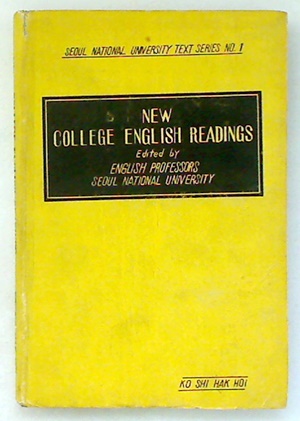 SEOUL NATIONAL UNIVERSITY TEXT SERIES NO. 1
NEW
COLLEGE ENGLISH READINGS
Edited by
ENGLISH PROFESSORS
SEOUL NATIONAL UNIVERSITY
KO SHI HAK HOI